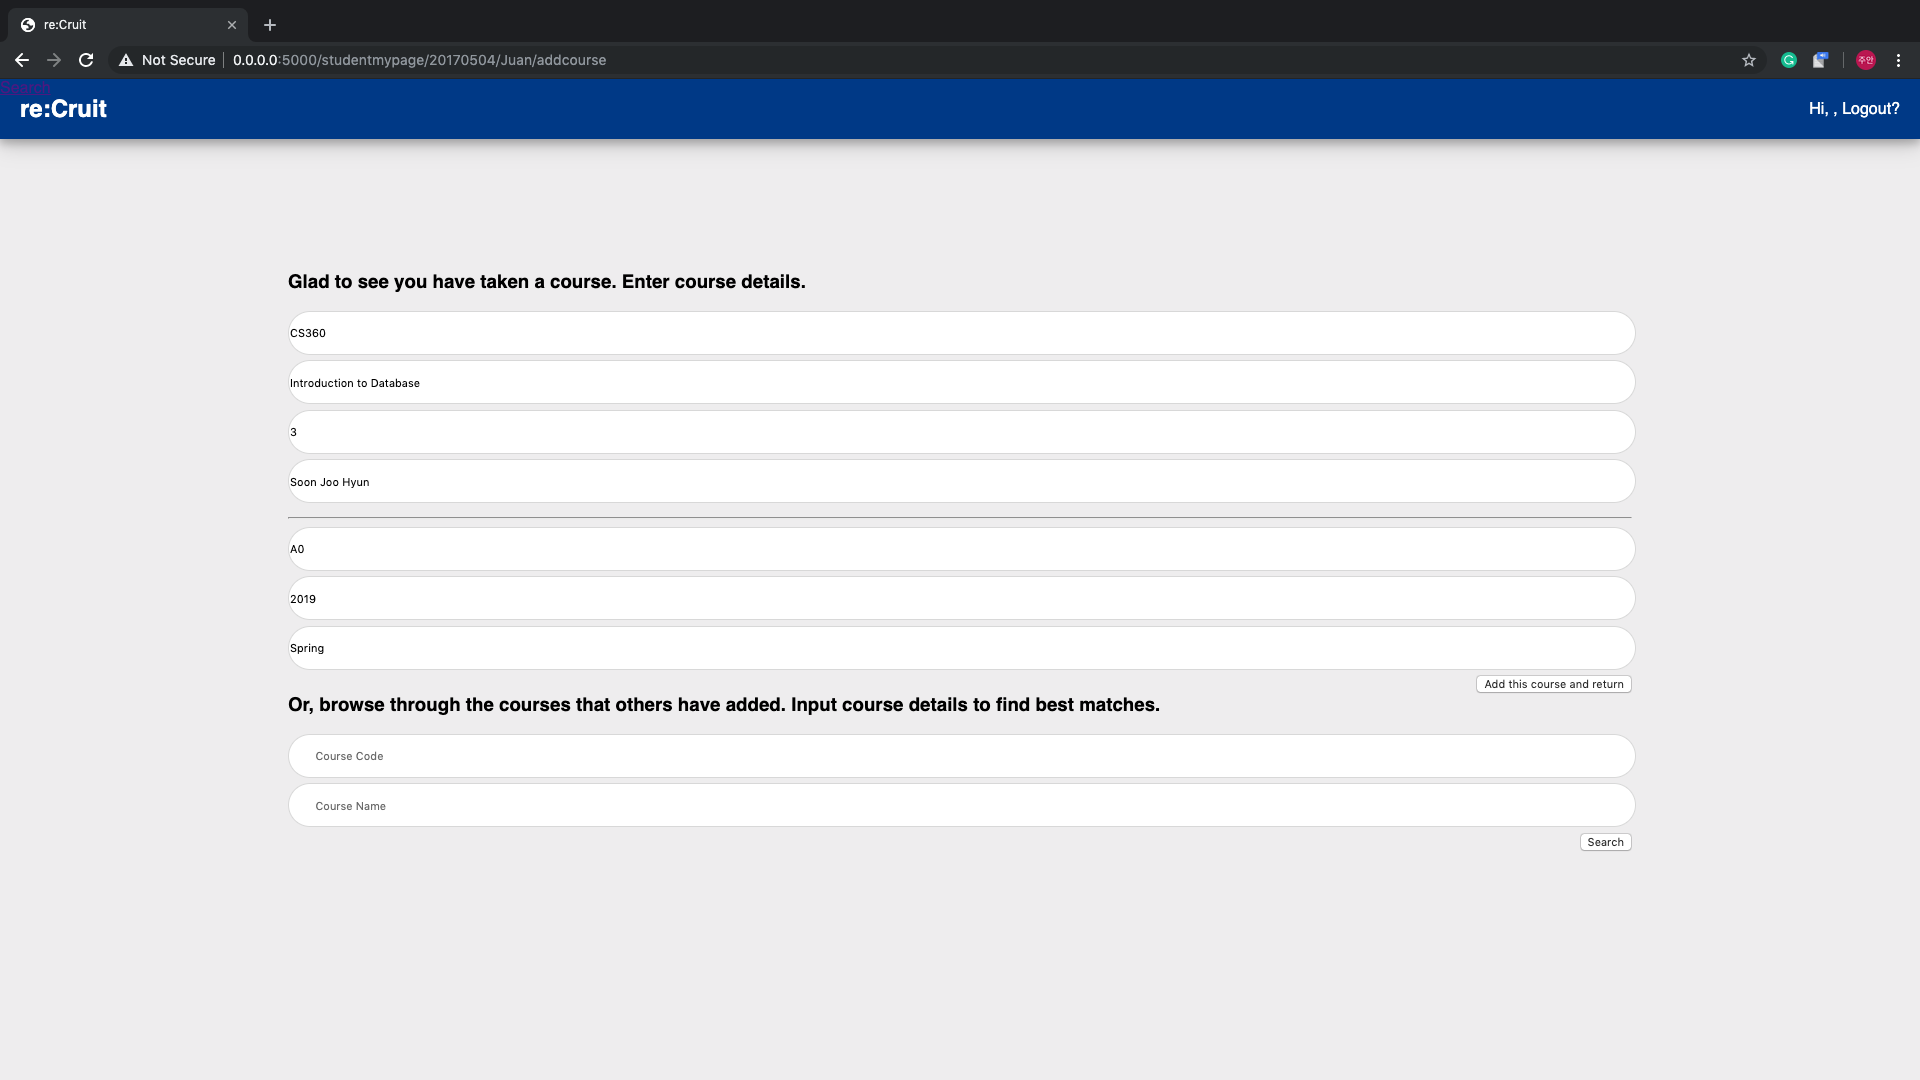 re:Cruit
Not Secure
0.0.0.0:5000/studentmypage/20170504/Juan/addcourse
주안
Search
re:Cruit
Hi, , Logout?
Glad to see you have taken a course. Enter course details.
CS360
Introduction to Database
3
Soon Joo Hyun
A0
2019
Spring
Add this course and return
Or, browse through the courses that others have added. Input course details to find best matches.
Course Code
Course Name
Search